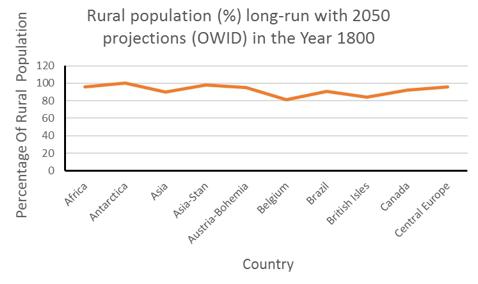 Rural population (%) long-run with 2050
projections (OWID) in the Year 1800
Percentage Of Rural Population
120
100
80
60
40
20
0
Africa
Antarctica
Asia
Asia-Stan
Austria-Bohemia
Belgium
Brazil
British Isles
Canada
Central Europe
Country